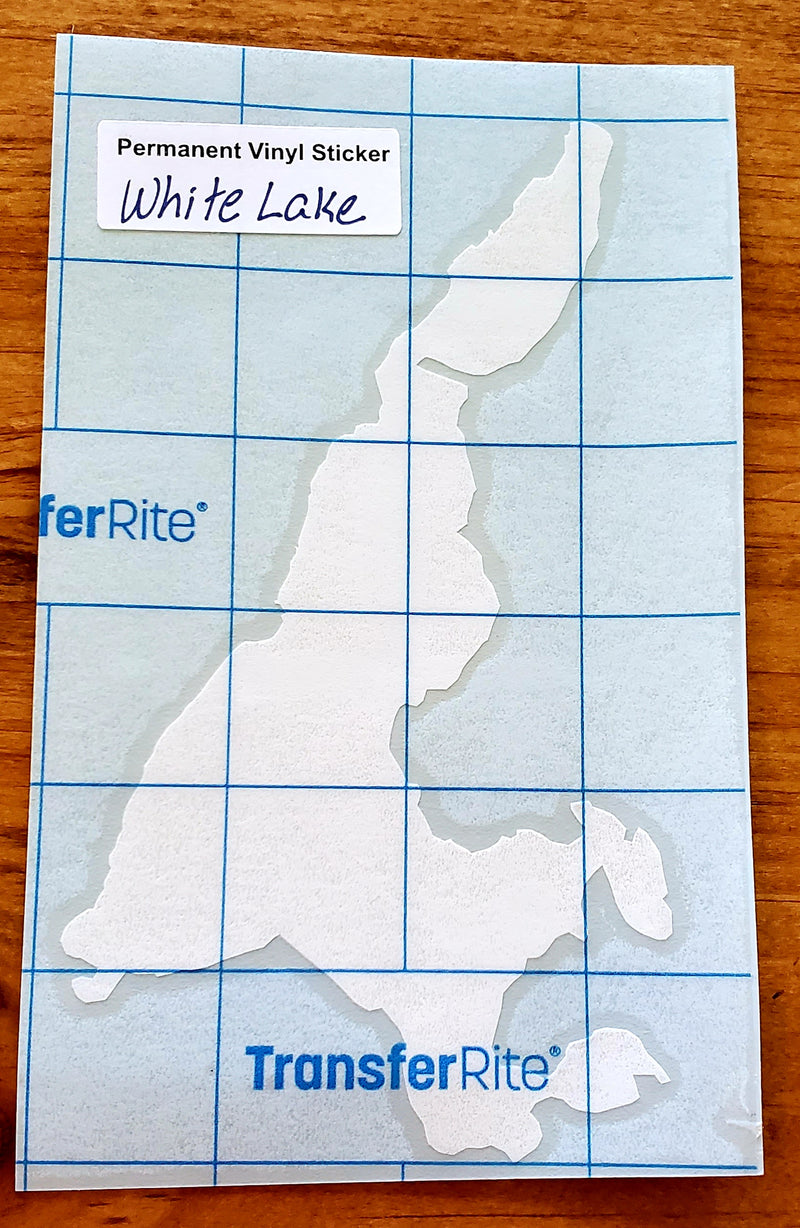 Permanent Vinyl Sticker
White Lake
ferRite®
TransferRite®